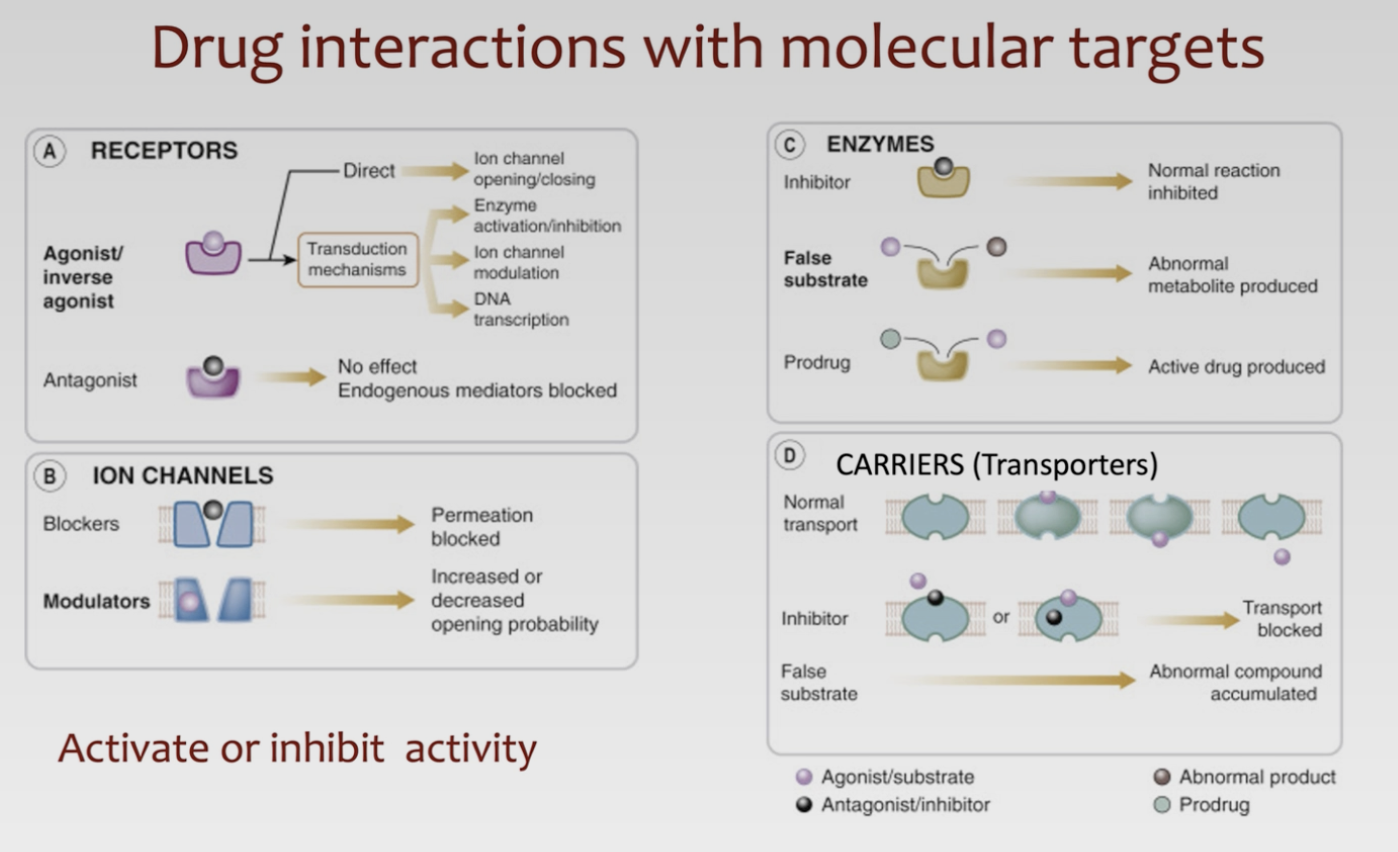 Drug interactions with molecular targets
A RECEPTORS
Direct
Ion channel
opening/closing
Agonist/
inverse
agonist
Transduction
mechanisms
Enzyme
activation/inhibition
Ion channel
modulation
DNA
transcription
Antagonist
No effect
Endogenous mediators blocked
B ION CHANNELS
Blockers
Permeation
blocked
Modulators
Increased or
decreased
opening probability
Activate or inhibit activity
C ENZYMES
Inhibitor
Normal reaction
inhibited
False
substrate
Abnormal
metabolite produced
Prodrug
Active drug produced
D CARRIERS (Transporters)
Normal
transport
Inhibitor
or
Transport
blocked
False
substrate
Abnormal compound
accumulated
Agonist/substrate
Antagonist/inhibitor
Abnormal product
Prodrug